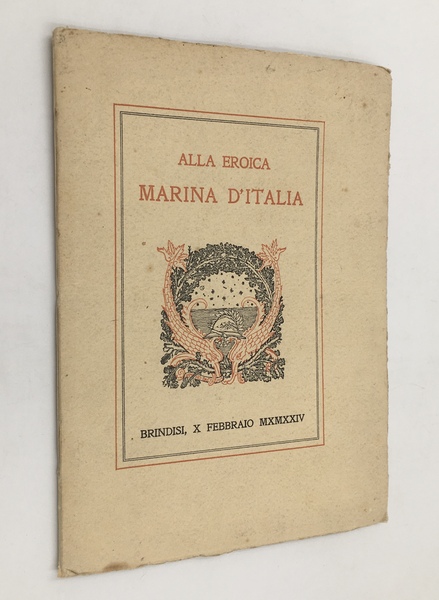 ALLA EROICA
MARINA D'ITALIA
BRINDISI, X FEBBRAIO MXMXXIV